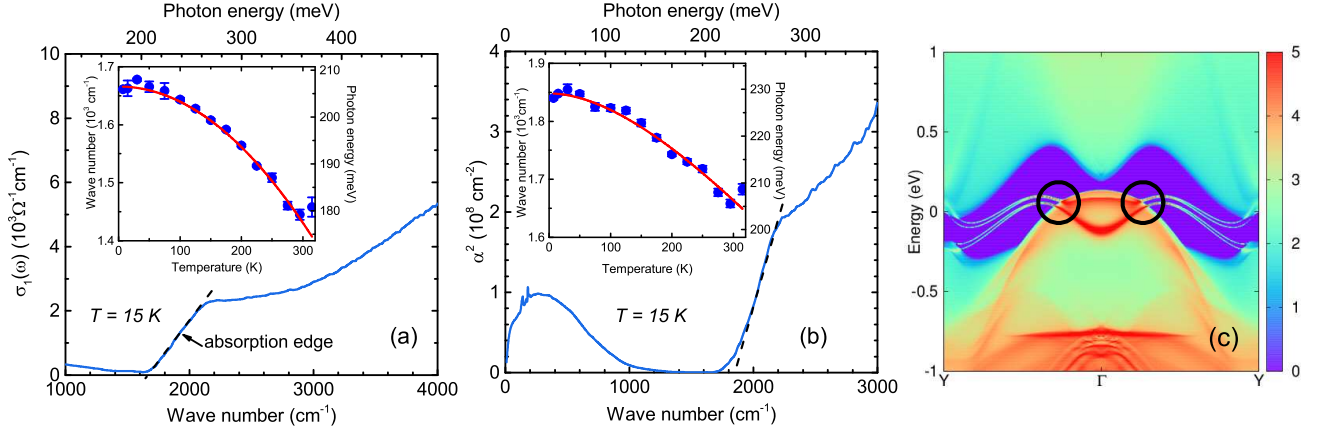 Photon energy (meV)
200 300 400
10
8
6
4
2
0
σ₁(ω) (10³Ω⁻¹cm⁻¹)
1.7
1.6
1.5
1.4
Wave number (10³ cm⁻¹)
210
200
190
180
Photon energy (meV)
0 100 200 300
Temperature (K)
T = 15 K
absorption edge
(a)
1000 2000 3000 4000
Wave number (cm⁻¹)
Photon energy (meV)
0 100 200 300
4
3
2
1
0
α² (10⁸ cm⁻²)
1.9
1.8
1.7
1.6
Wave number (10³cm⁻¹)
230
220
210
200
Photon energy (meV)
0 100 200 300
Temperature (K)
T = 15 K
(b)
0 1000 2000 3000
Wave number (cm⁻¹)
1
0.5
0
-0.5
-1
Energy (eV)
(c)
Y Γ Y
5
4
3
2
1
0